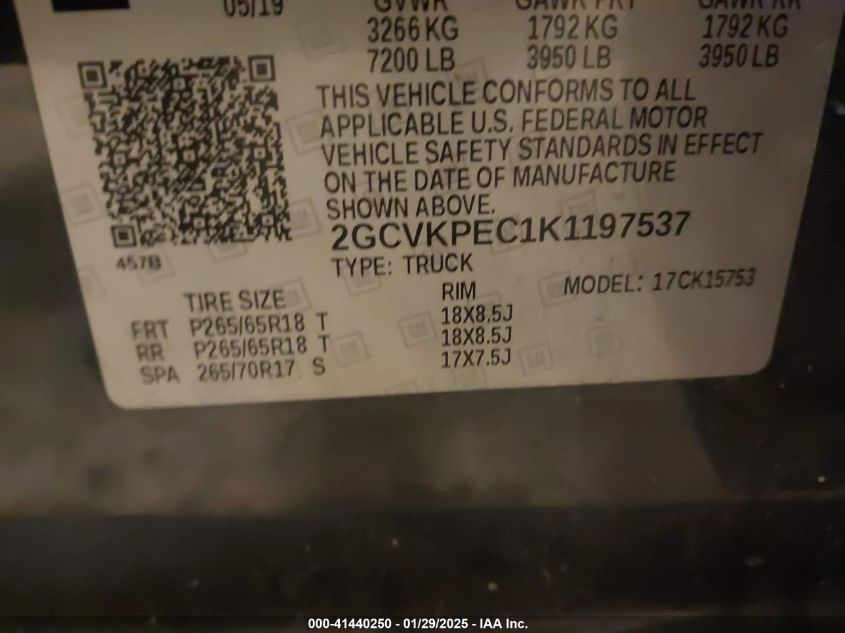 05/19 GVWR GAWR FRT GAWR RR
3266 KG 1792 KG 1792 KG
7200 LB 3950 LB 3950 LB
THIS VEHICLE CONFORMS TO ALL
APPLICABLE U.S. FEDERAL MOTOR
VEHICLE SAFETY STANDARDS IN EFFECT
ON THE DATE OF MANUFACTURE
SHOWN ABOVE.
2GCVKPEC1K1197537
457B
TYPE: TRUCK
MODEL: 17CK15753
TIRE SIZE RIM
FRT P265/65R18 T 18X8.5J
RR P265/65R18 T 18X8.5J
SPA 265/70R17 S 17X7.5J
000-41440250 - 01/29/2025 - IAA Inc.